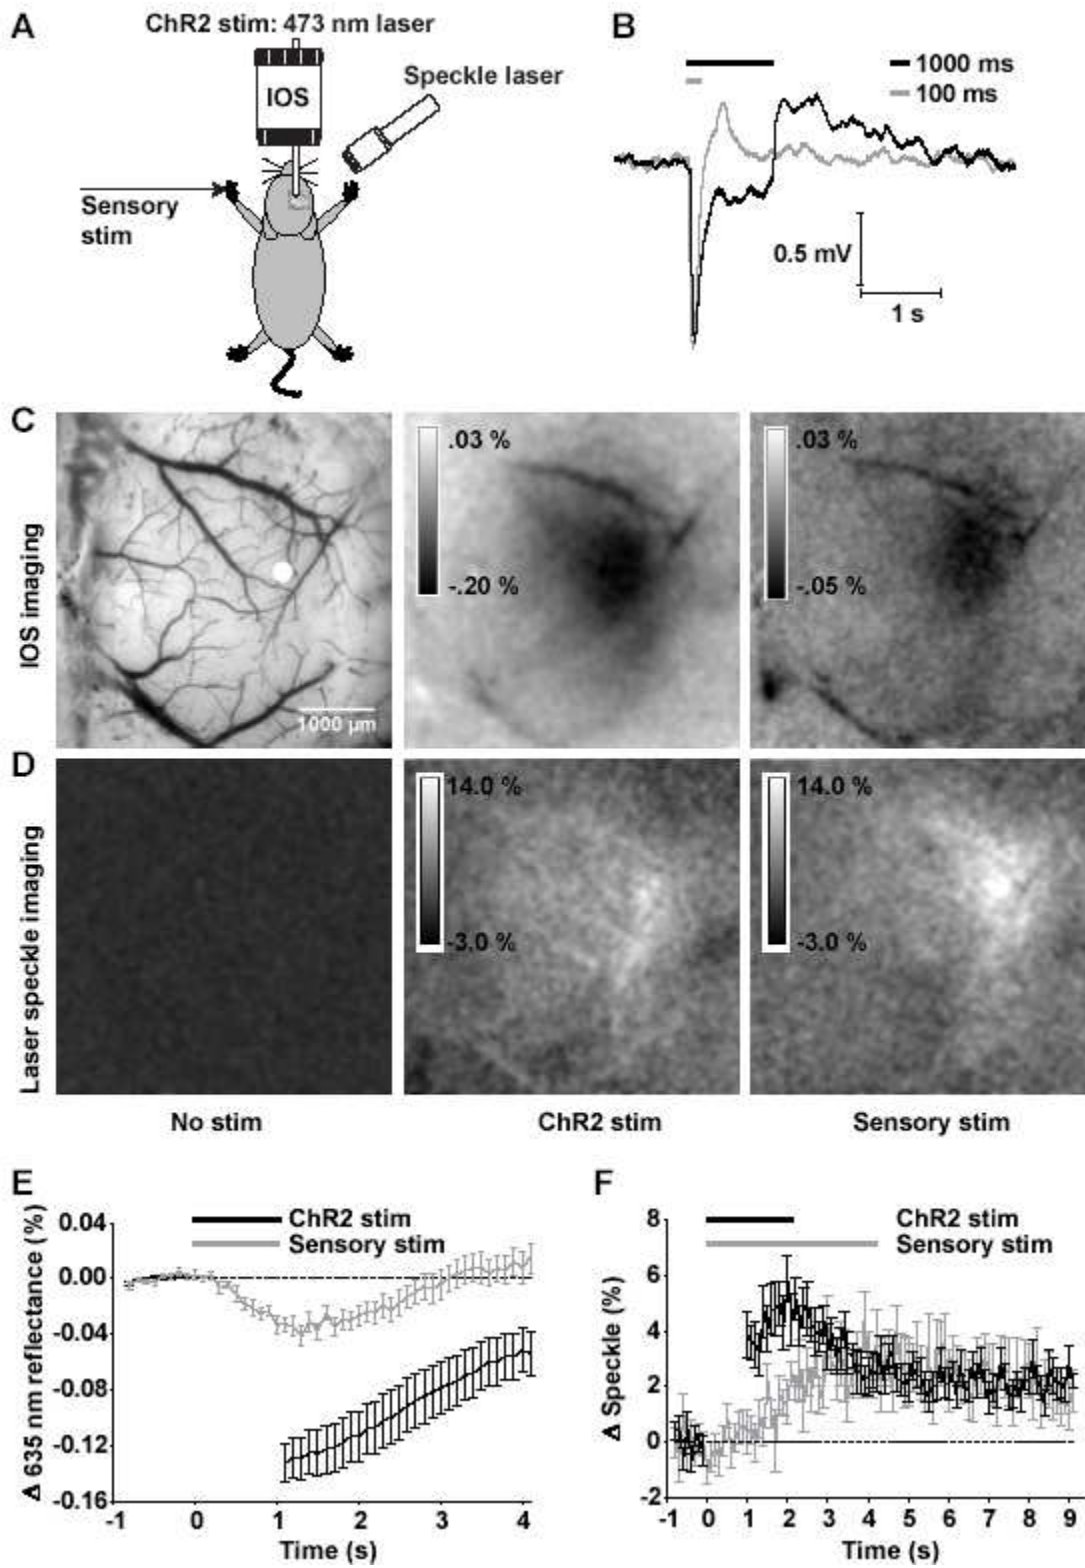 A
ChR2 stim: 473 nm laser
IOS
Speckle laser
Sensory
stim
B
1000 ms
100 ms
0.5 mV
1 s
C
IOS imaging
1000 µm
.03 %
-.20 %
.03 %
-.05 %
D
Laser speckle imaging
14.0 %
-3.0 %
14.0 %
-3.0 %
No stim
ChR2 stim
Sensory stim
E
Δ 635 nm reflectance (%)
ChR2 stim
Sensory stim
0.04
0.00
-0.04
-0.08
-0.12
-0.16
-1 0 1 2 3 4
Time (s)
F
Δ Speckle (%)
ChR2 stim
Sensory stim
8
6
4
2
0
-2
-1 0 1 2 3 4 5 6 7 8 9
Time (s)